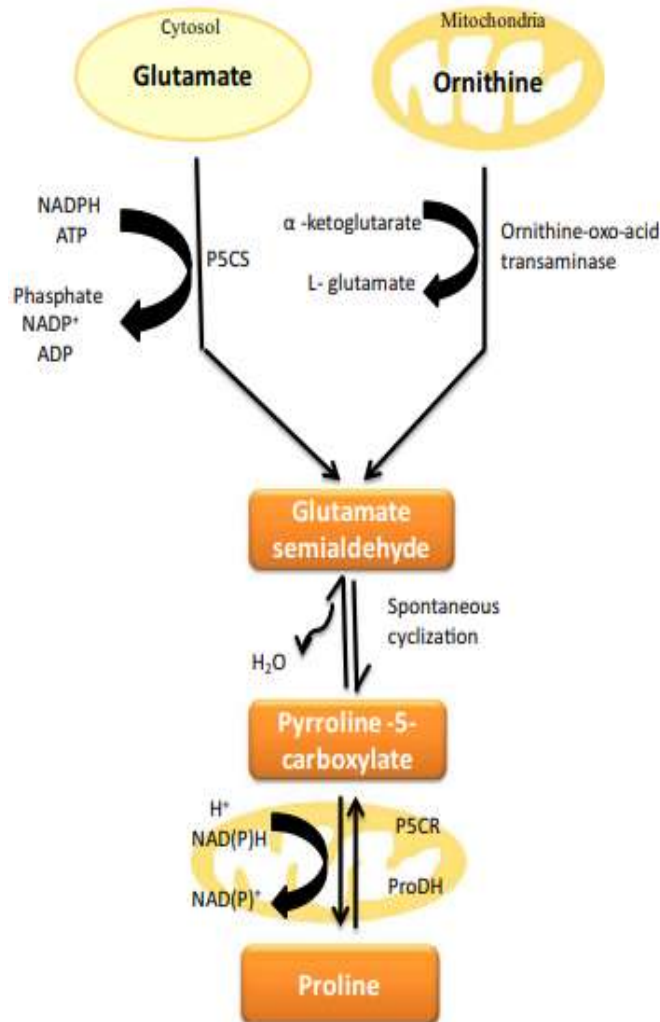 Cytosol
Glutamate
Mitochondria
Ornithine
NADPH
ATP
P5CS
Phasphate
NADP⁺
ADP
α -ketoglutarate
L- glutamate
Ornithine-oxo-acid
transaminase
Glutamate
semialdehyde
Spontaneous
cyclization
H₂O
Pyrroline -5-
carboxylate
H⁺
NAD(P)H
NAD(P)⁺
P5CR
ProDH
Proline